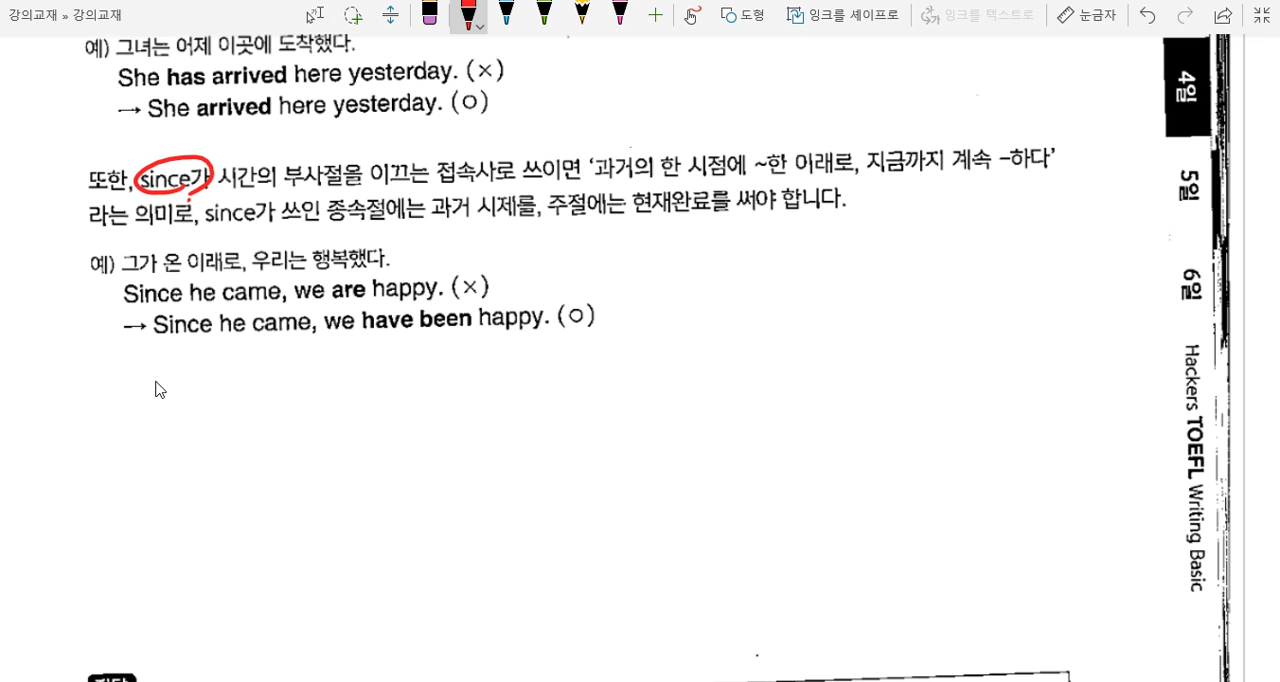 강의교재 » 강의교재
도형
잉크를 셰이프로
잉크를 텍스트로
눈금자
예) 그녀는 어제 이곳에 도착했다.
She has arrived here yesterday. (×)
→ She arrived here yesterday. (○)
또한, since가 시간의 부사절을 이끄는 접속사로 쓰이면 ‘과거의 한 시점에 ~한 이래로, 지금까지 계속 –하다’
라는 의미로, since가 쓰인 종속절에는 과거 시제를, 주절에는 현재완료를 써야 합니다.
예) 그가 온 이래로, 우리는 행복했다.
Since he came, we are happy. (×)
→ Since he came, we have been happy. (○)
4일
5일
6일
Hackers TOEFL Writing Basic